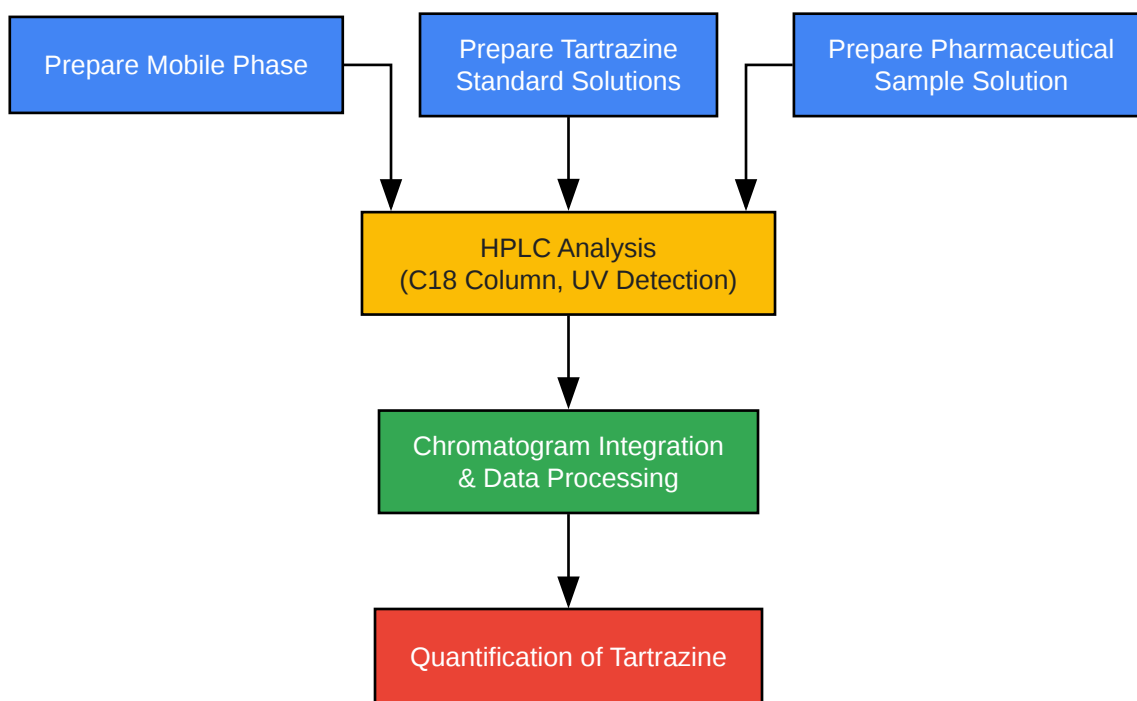 Prepare Mobile Phase
Prepare Tartrazine
Standard Solutions
Prepare Pharmaceutical
Sample Solution
HPLC Analysis
(C18 Column, UV Detection)
Chromatogram Integration
& Data Processing
Quantification of Tartrazine